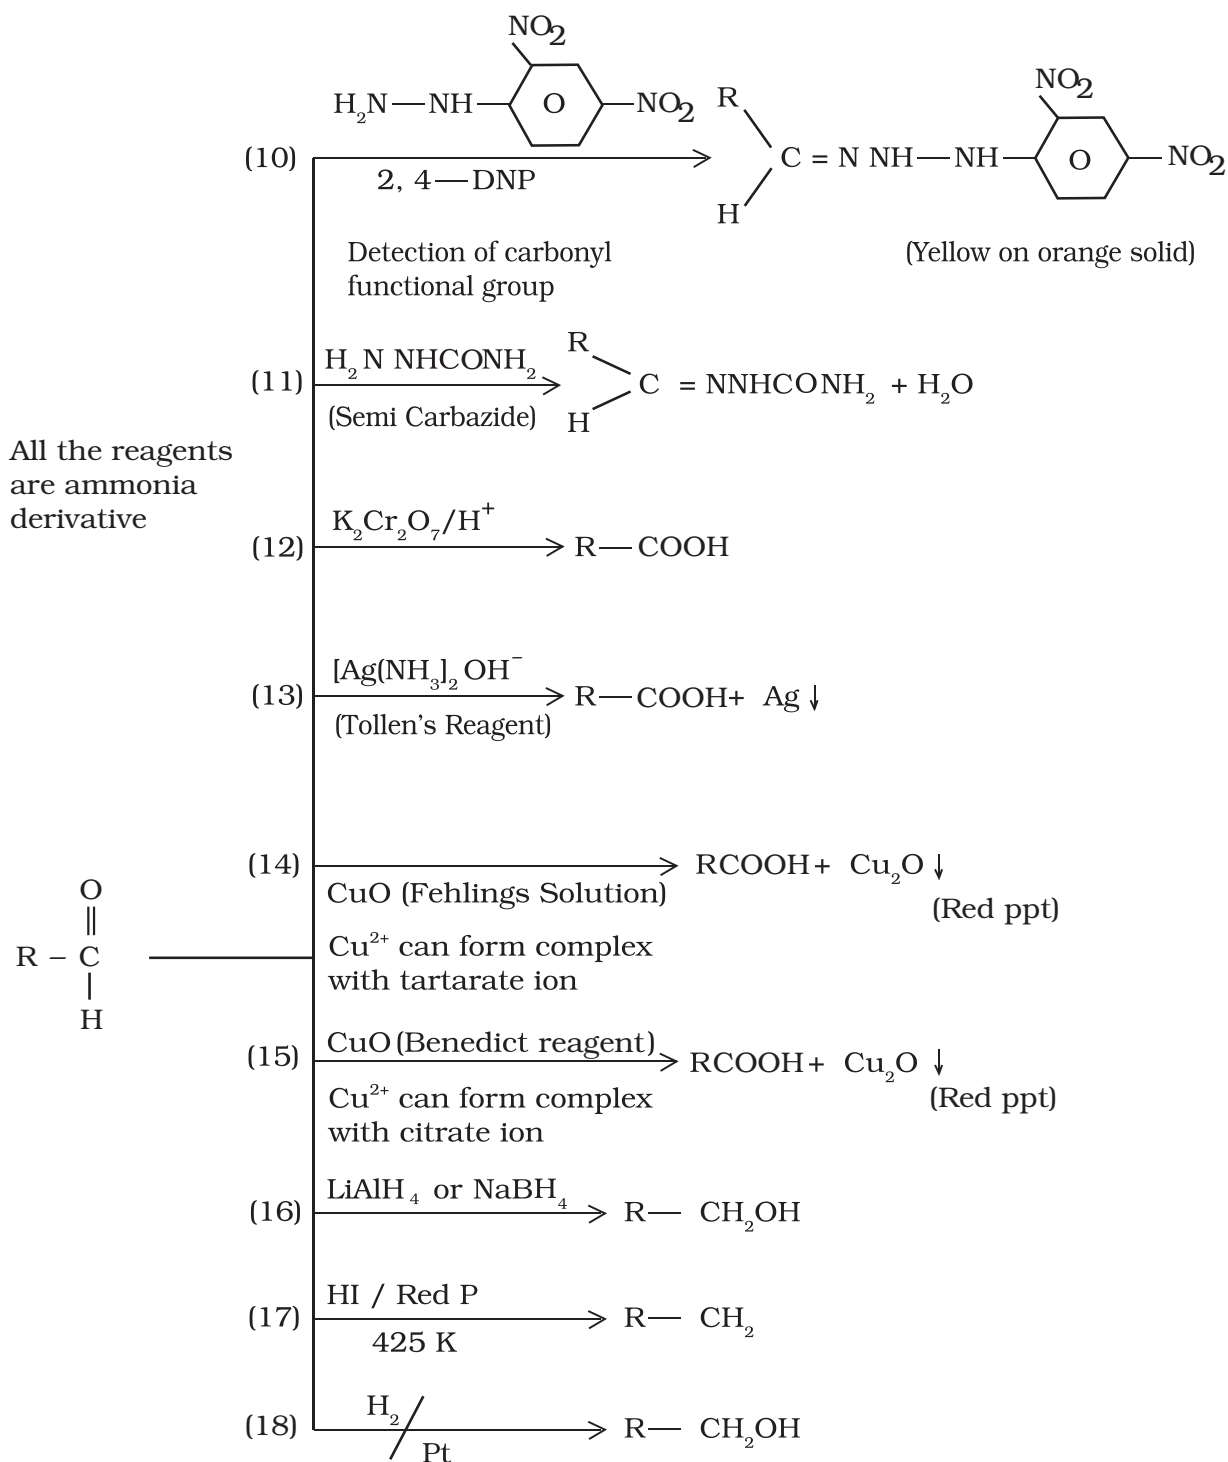 NO2
H2N—NH— O —NO2
(10)
2, 4—DNP
R
H
C = N NH—NH— O —NO2
NO2
Detection of carbonyl
functional group
(Yellow on orange solid)
(11)
H2N NHCONH2
(Semi Carbazide)
R
H
C = NNHCONH2 + H2O
All the reagents
are ammonia
derivative
(12)
K2Cr2O7/H+
R—COOH
(13)
[Ag(NH3]2 OH−
(Tollen's Reagent)
R—COOH+ Ag↓
(14)
CuO (Fehlings Solution)
RCOOH+ Cu2O ↓
(Red ppt)
Cu2+ can form complex
with tartarate ion
O
||
R – C
|
H
(15)
CuO (Benedict reagent)
RCOOH+ Cu2O ↓
(Red ppt)
Cu2+ can form complex
with citrate ion
(16)
LiAlH4 or NaBH4
R— CH2OH
(17)
HI / Red P
425 K
R— CH2
(18)
H2/Pt
R— CH2OH